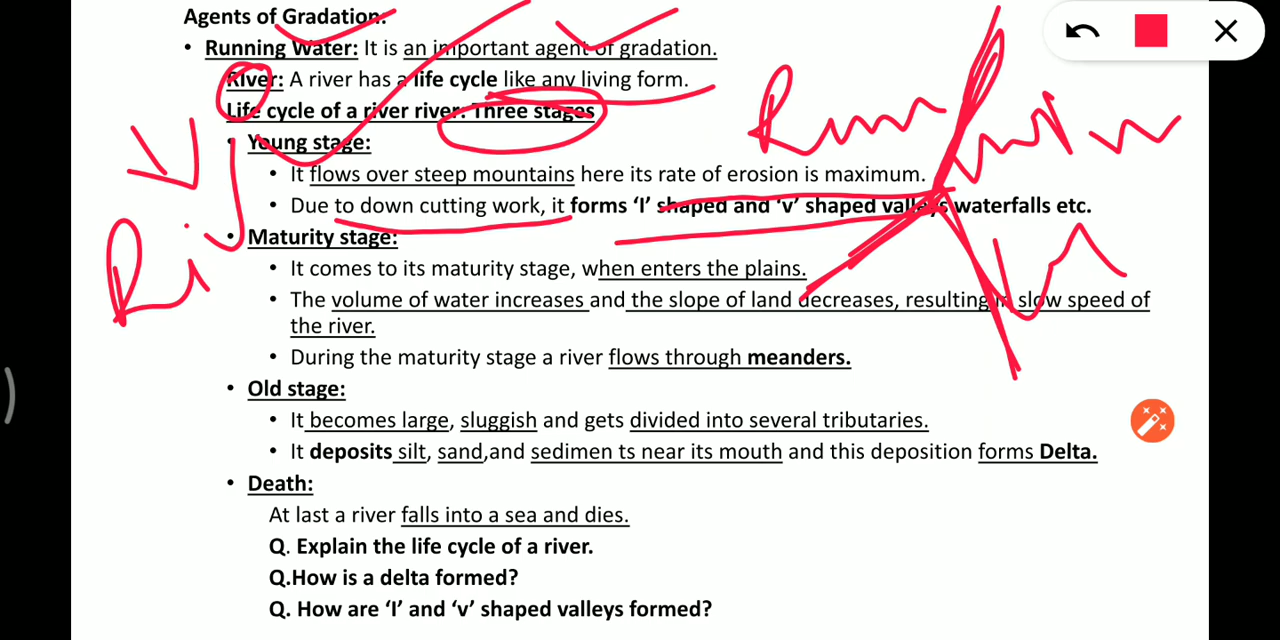 Agents of Gradation:
• Running Water: It is an important agent of gradation.
River: A river has a life cycle like any living form.
Life cycle of a river river: Three stages
• Young stage:
• It flows over steep mountains here its rate of erosion is maximum.
• Due to down cutting work, it forms ‘I’ shaped and ‘v’ shaped valleys waterfalls etc.
• Maturity stage:
• It comes to its maturity stage, when enters the plains.
• The volume of water increases and the slope of land decreases, resulting in slow speed of
the river.
• During the maturity stage a river flows through meanders.
• Old stage:
• It becomes large, sluggish and gets divided into several tributaries.
• It deposits silt, sand,and sedimen ts near its mouth and this deposition forms Delta.
• Death:
At last a river falls into a sea and dies.
Q. Explain the life cycle of a river.
Q.How is a delta formed?
Q. How are ‘I’ and ‘v’ shaped valleys formed?